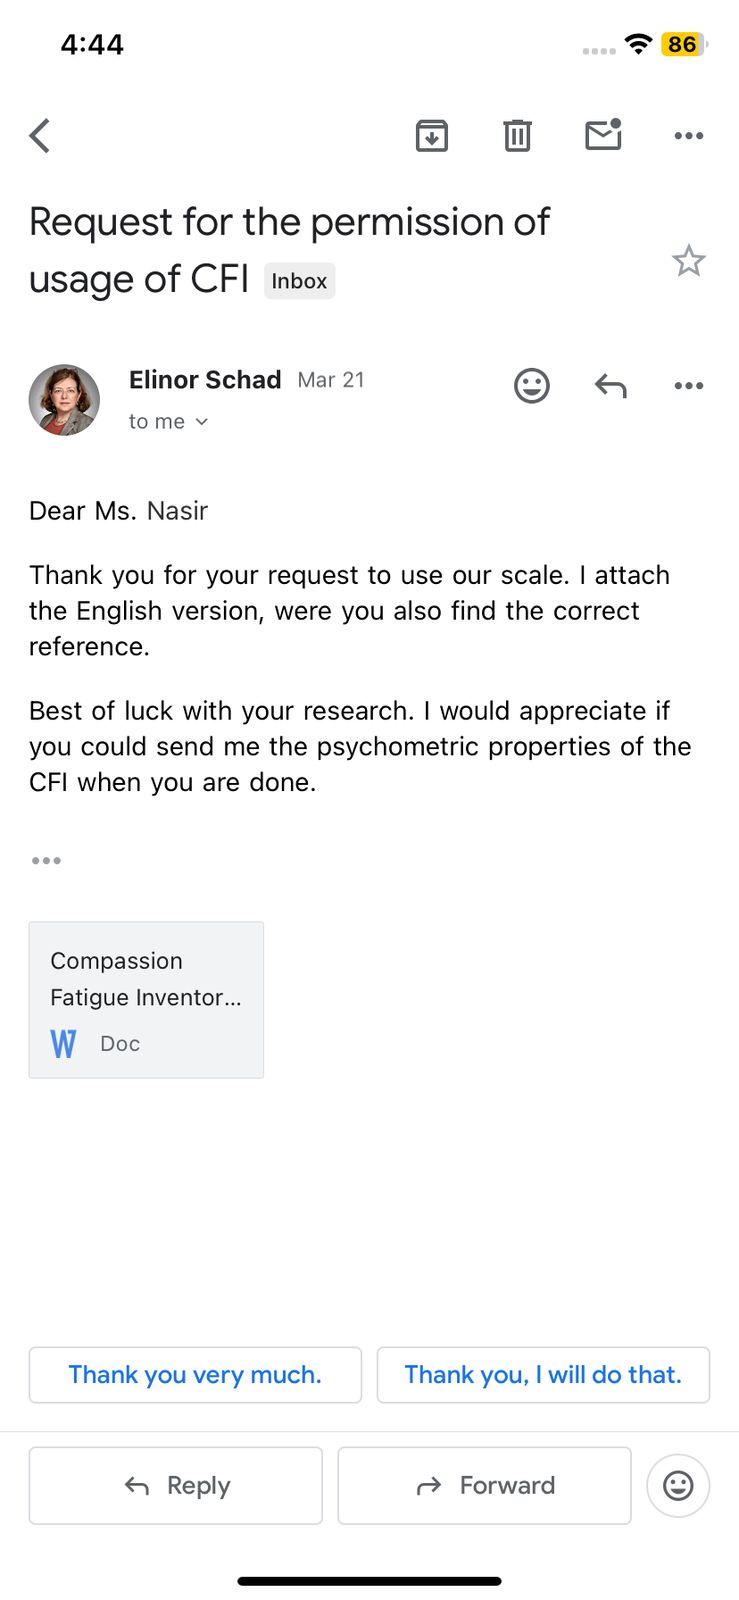 4:44
86
Request for the permission of
usage of CFI Inbox
Elinor Schad Mar 21
to me
Dear Ms. Nasir
Thank you for your request to use our scale. I attach
the English version, were you also find the correct
reference.
Best of luck with your research. I would appreciate if
you could send me the psychometric properties of the
CFI when you are done.
Compassion
Fatigue Inventor...
W Doc
Thank you very much. Thank you, I will do that.
Reply Forward